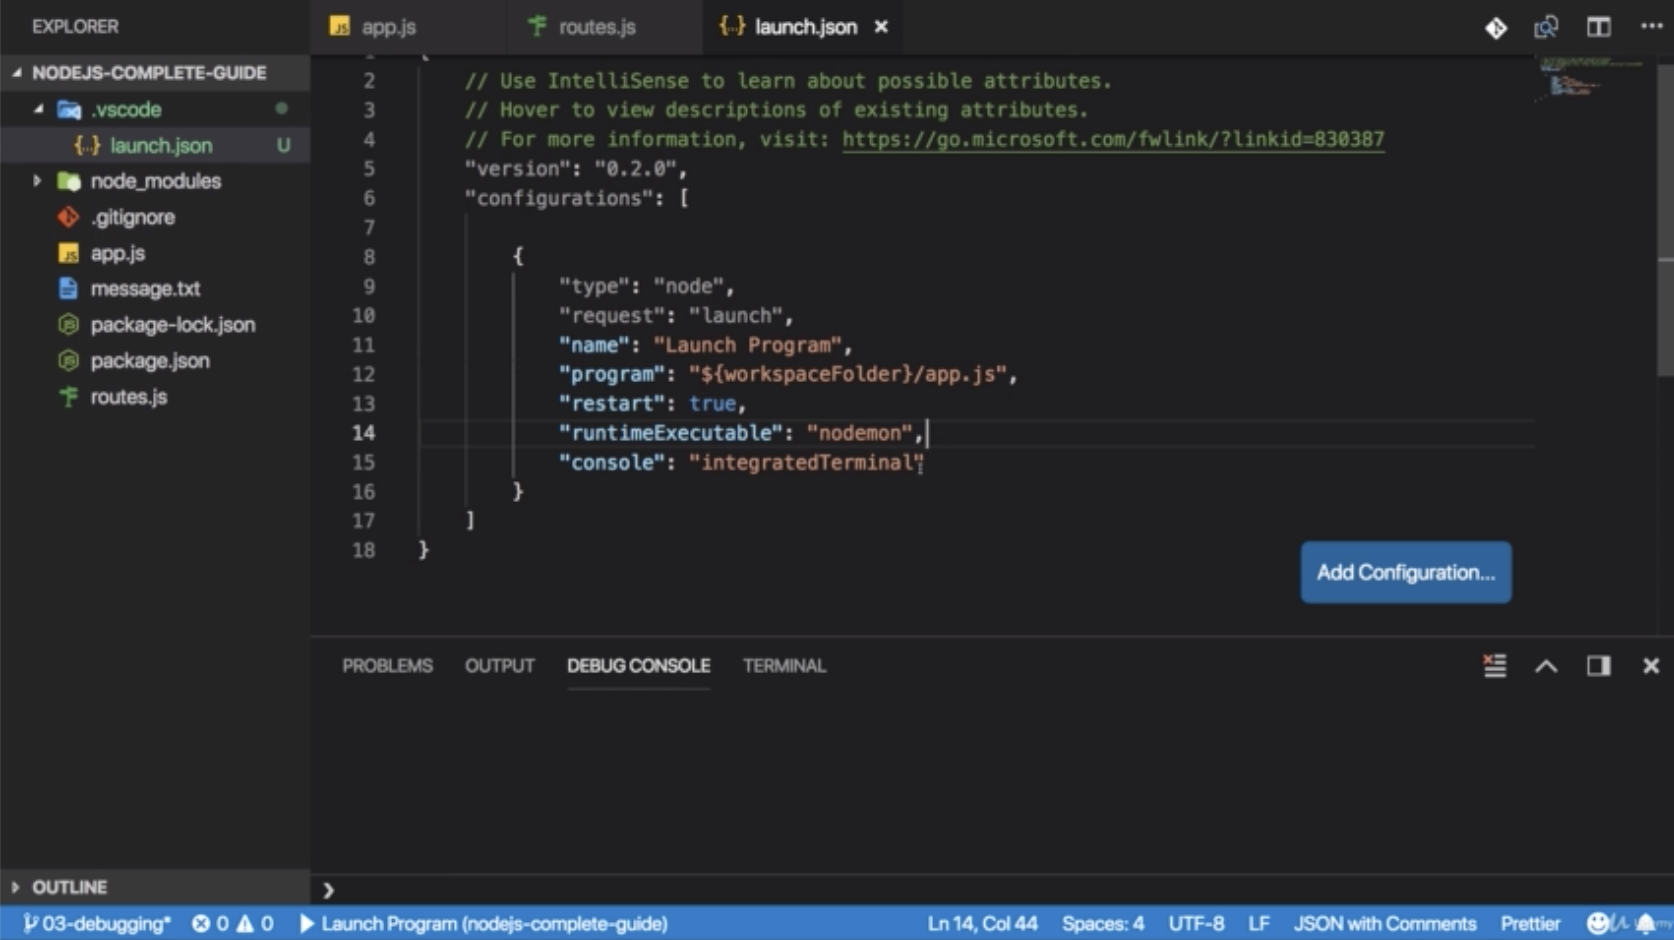 EXPLORER
app.js
routes.js
launch.json
NODEJS-COMPLETE-GUIDE
.vscode
launch.json U
node_modules
.gitignore
app.js
message.txt
package-lock.json
package.json
routes.js
OUTLINE
1 {
2 // Use IntelliSense to learn about possible attributes.
3 // Hover to view descriptions of existing attributes.
4 // For more information, visit: https://go.microsoft.com/fwlink/?linkid=830387
5 "version": "0.2.0",
6 "configurations": [
7
8 {
9 "type": "node",
10 "request": "launch",
11 "name": "Launch Program",
12 "program": "${workspaceFolder}/app.js",
13 "restart": true,
14 "runtimeExecutable": "nodemon",
15 "console": "integratedTerminal"
16 }
17 ]
18 }
Add Configuration...
PROBLEMS OUTPUT DEBUG CONSOLE TERMINAL
03-debugging* 0 0 Launch Program (nodejs-complete-guide) Ln 14, Col 44 Spaces: 4 UTF-8 LF JSON with Comments Prettier